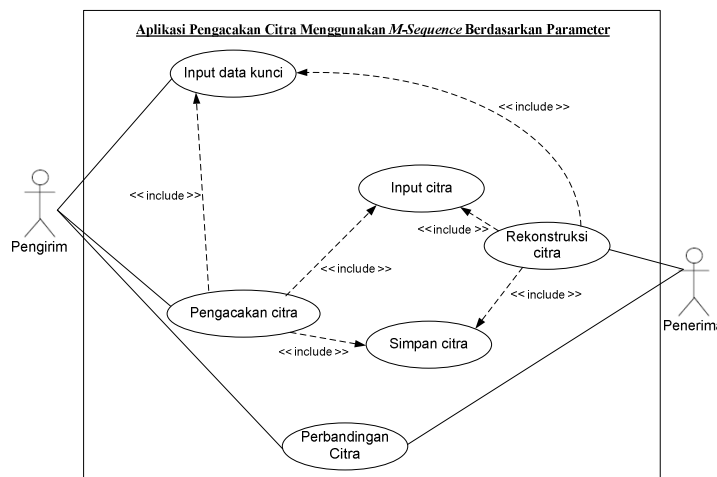 Aplikasi Pengacakan Citra Menggunakan M-Sequence Berdasarkan Parameter
Input data kunci
<< include >>
<< include >>
Input citra
<< include >>
Rekonstruksi
citra
Pengirim
<< include >>
<< include >>
Pengacakan citra
Simpan citra
<< include >>
Penerima
Perbandingan
Citra